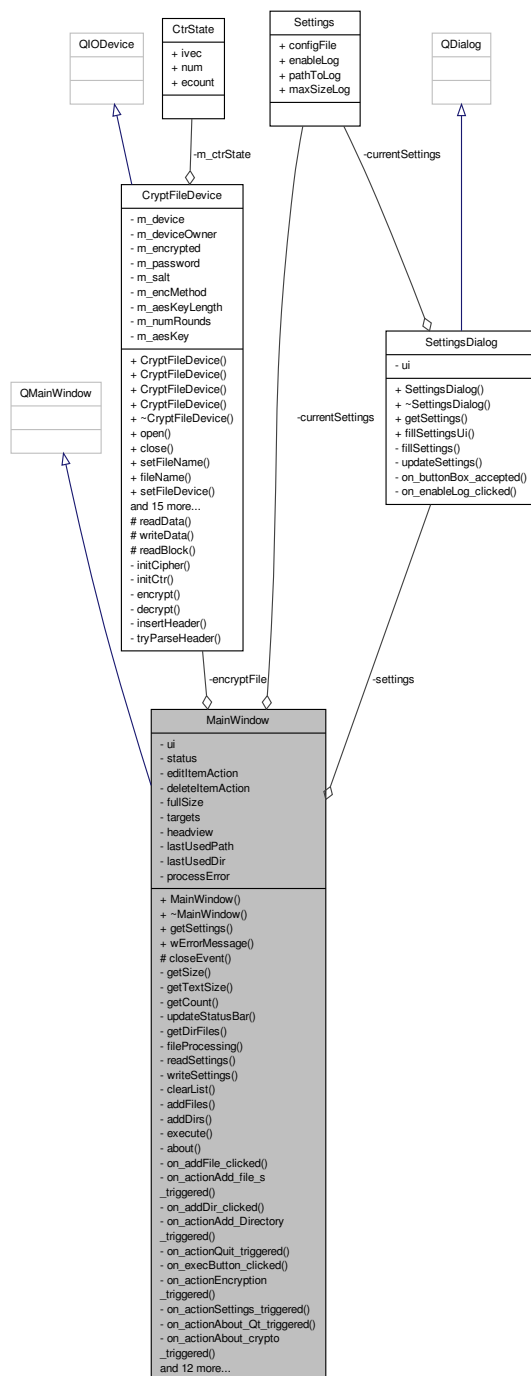 CtrState
+ ivec
+ num
+ ecount
Settings
+ configFile
+ enableLog
+ pathToLog
+ maxSizeLog
QIODevice
QDialog
-m_ctrState
-currentSettings
CryptFileDevice
- m_device
- m_deviceOwner
- m_encrypted
- m_password
- m_salt
- m_encMethod
- m_aesKeyLength
- m_numRounds
- m_aesKey
+ CryptFileDevice()
+ CryptFileDevice()
+ CryptFileDevice()
+ CryptFileDevice()
+ ~CryptFileDevice()
+ open()
+ close()
+ setFileName()
+ fileName()
+ setFileDevice()
and 15 more...
# readData()
# writeData()
# readBlock()
- initCipher()
- initCtr()
- encrypt()
- decrypt()
- insertHeader()
- tryParseHeader()
SettingsDialog
- ui
+ SettingsDialog()
+ ~SettingsDialog()
+ getSettings()
+ fillSettingsUi()
- fillSettings()
- updateSettings()
- on_buttonBox_accepted()
- on_enableLog_clicked()
QMainWindow
-currentSettings
-encryptFile
-settings
MainWindow
- ui
- status
- editItemAction
- deleteItemAction
- fullSize
- targets
- headview
- lastUsedPath
- lastUsedDir
- processError
+ MainWindow()
+ ~MainWindow()
+ getSettings()
+ wErrorMessage()
# closeEvent()
- getSize()
- getTextSize()
- getCount()
- updateStatusBar()
- getDirFiles()
- fileProcessing()
- readSettings()
- writeSettings()
- clearList()
- addFiles()
- addDirs()
- execute()
- about()
- on_addFile_clicked()
- on_actionAdd_file_s
_triggered()
- on_addDir_clicked()
- on_actionAdd_Directory
_triggered()
- on_actionQuit_triggered()
- on_execButton_clicked()
- on_actionEncryption
_triggered()
- on_actionSettings_triggered()
- on_actionAbout_Qt_triggered()
- on_actionAbout_crypto
_triggered()
and 12 more...